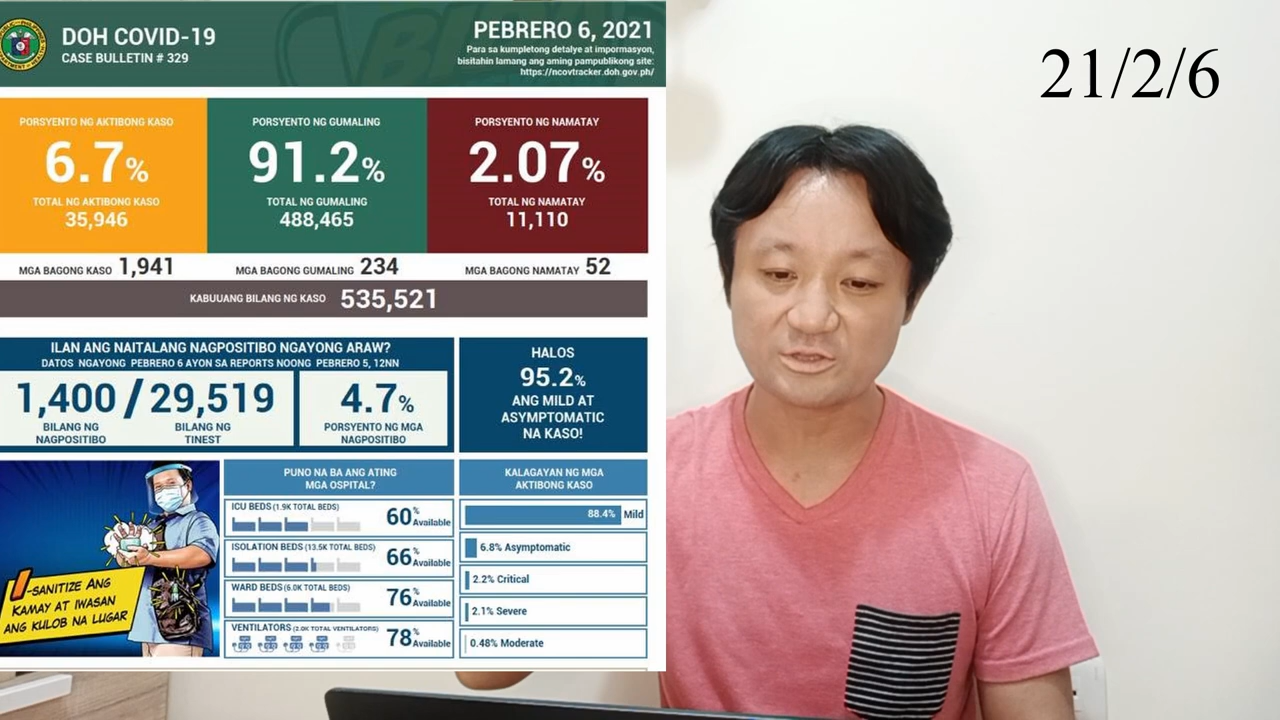 DOH COVID-19
CASE BULLETIN # 329
PEBRERO 6, 2021
Para sa kumpletong detalye at impormasyon,
bisitahin lamang ang aming pampublikong site:
https://ncovtracker.doh.gov.ph/
21/2/6
PORSYENTO NG AKTIBONG KASO
6.7%
TOTAL NG AKTIBONG KASO
35,946
PORSYENTO NG GUMALING
91.2%
TOTAL NG GUMALING
488,465
PORSYENTO NG NAMATAY
2.07%
TOTAL NG NAMATAY
11,110
MGA BAGONG KASO 1,941
MGA BAGONG GUMALING 234
MGA BAGONG NAMATAY 52
KABUUANG BILANG NG KASO 535,521
ILAN ANG NAITALANG NAGPOSITIBO NGAYONG ARAW?
DATOS NGAYONG PEBRERO 6 AYON SA REPORTS NOONG PEBRERO 5, 12NN
1,400 / 29,519
BILANG NG
NAGPOSITIBO
BILANG NG
TINEST
4.7%
PORSYENTO NG MGA
NAGPOSITIBO
HALOS
95.2%
ANG MILD AT
ASYMPTOMATIC
NA KASO!
I-SANITIZE ANG
KAMAY AT IWASAN
ANG KULOB NA LUGAR
PUNO NA BA ANG ATING
MGA OSPITAL?
ICU BEDS (1.9K TOTAL BEDS)
60% Available
ISOLATION BEDS (13.5K TOTAL BEDS)
66% Available
WARD BEDS (6.0K TOTAL BEDS)
76% Available
VENTILATORS (2.0K TOTAL VENTILATORS)
78% Available
KALAGAYAN NG MGA
AKTIBONG KASO
88.4% Mild
6.8% Asymptomatic
2.2% Critical
2.1% Severe
0.48% Moderate